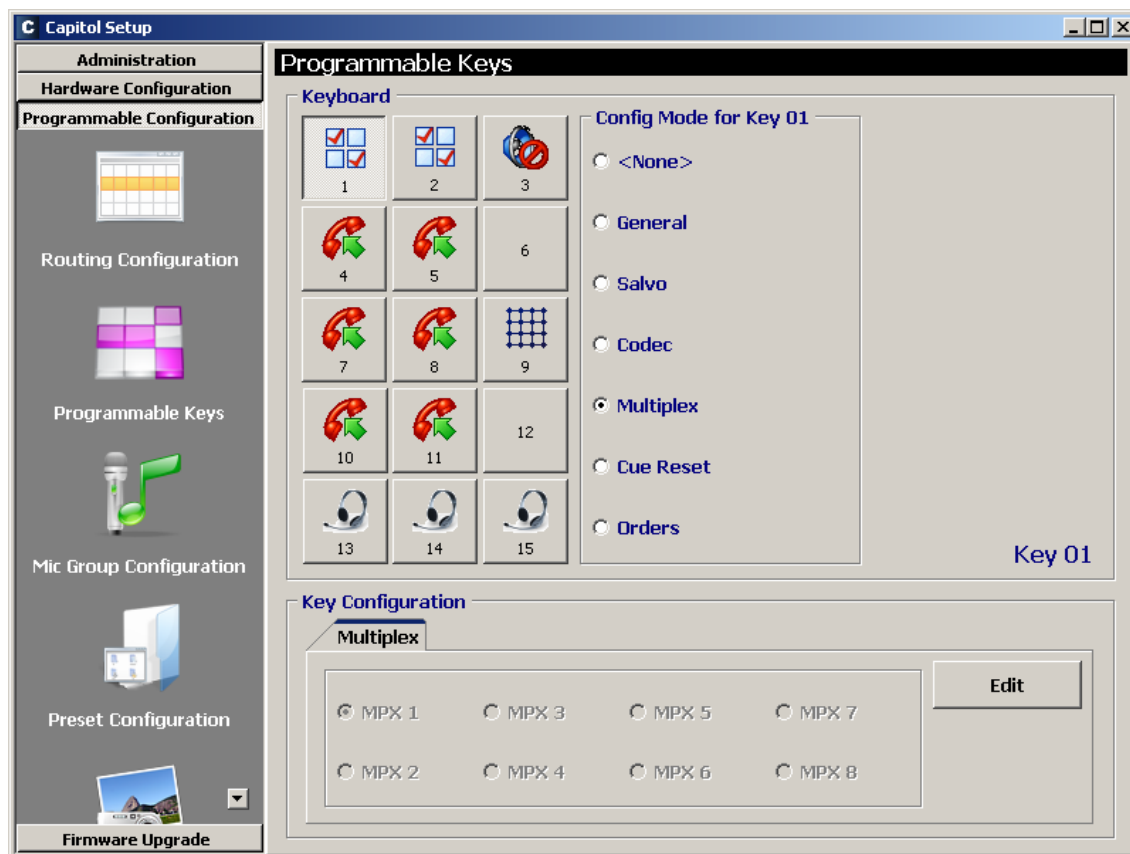 C Capitol Setup
Administration
Hardware Configuration
Programmable Configuration
Routing Configuration
Programmable Keys
Mic Group Configuration
Preset Configuration
Firmware Upgrade
Programmable Keys
Keyboard
1 2 3
4 5 6
7 8 9
10 11 12
13 14 15
Config Mode for Key 01
<None>
General
Salvo
Codec
Multiplex
Cue Reset
Orders
Key 01
Key Configuration
Multiplex
MPX 1 MPX 3 MPX 5 MPX 7
MPX 2 MPX 4 MPX 6 MPX 8
Edit